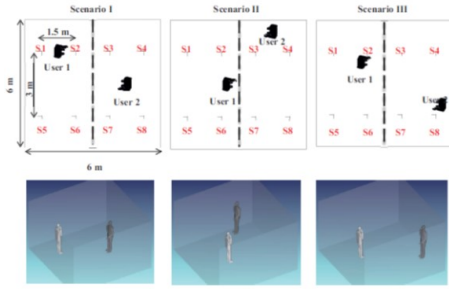 Scenario I
Scenario II
Scenario III
1.5 m
S1 S2 S3 S4
User 1
User 2
3 m
6 m
S5 S6 S7 S8
6 m
S1 S2 S3 S4
User 2
User 1
S5 S6 S7 S8
S1 S2 S3 S4
User 1
S5 S6 S7 S8